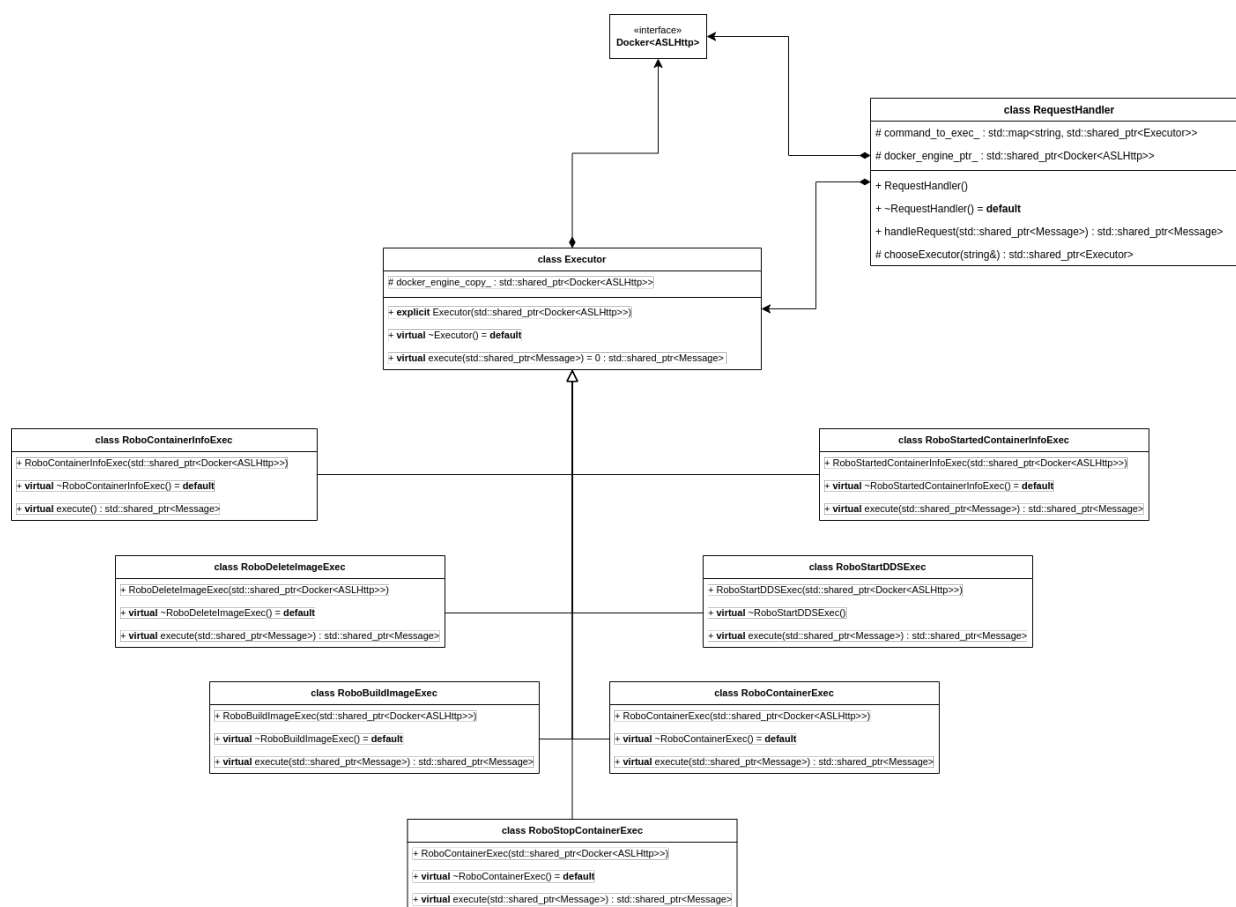 «interface»
Docker<ASLHttp>
class RequestHandler
# command_to_exec_ : std::map<string, std::shared_ptr<Executor>>
# docker_engine_ptr_ : std::shared_ptr<Docker<ASLHttp>>
+ RequestHandler()
+ ~RequestHandler() = default
+ handleRequest(std::shared_ptr<Message>) : std::shared_ptr<Message>
# chooseExecutor(string&) : std::shared_ptr<Executor>
class Executor
# docker_engine_copy_ : std::shared_ptr<Docker<ASLHttp>>
+ explicit Executor(std::shared_ptr<Docker<ASLHttp>>)
+ virtual ~Executor() = default
+ virtual execute(std::shared_ptr<Message>) = 0 : std::shared_ptr<Message>
class RoboContainerInfoExec
+ RoboContainerInfoExec(std::shared_ptr<Docker<ASLHttp>>)
+ virtual ~RoboContainerInfoExec() = default
+ virtual execute() : std::shared_ptr<Message>
class RoboStartedContainerInfoExec
+ RoboStartedContainerInfoExec(std::shared_ptr<Docker<ASLHttp>>)
+ virtual ~RoboStartedContainerInfoExec() = default
+ virtual execute(std::shared_ptr<Message>) : std::shared_ptr<Message>
class RoboDeleteImageExec
+ RoboDeleteImageExec(std::shared_ptr<Docker<ASLHttp>>)
+ virtual ~RoboDeleteImageExec() = default
+ virtual execute(std::shared_ptr<Message>) : std::shared_ptr<Message>
class RoboStartDDSExec
+ RoboStartDDSExec(std::shared_ptr<Docker<ASLHttp>>)
+ virtual ~RoboStartDDSExec()
+ virtual execute(std::shared_ptr<Message>) : std::shared_ptr<Message>
class RoboBuildImageExec
+ RoboBuildImageExec(std::shared_ptr<Docker<ASLHttp>>)
+ virtual ~RoboBuildImageExec() = default
+ virtual execute(std::shared_ptr<Message>) : std::shared_ptr<Message>
class RoboContainerExec
+ RoboContainerExec(std::shared_ptr<Docker<ASLHttp>>)
+ virtual ~RoboContainerExec() = default
+ virtual execute(std::shared_ptr<Message>) : std::shared_ptr<Message>
class RoboStopContainerExec
+ RoboContainerExec(std::shared_ptr<Docker<ASLHttp>>)
+ virtual ~RoboContainerExec() = default
+ virtual execute(std::shared_ptr<Message>) : std::shared_ptr<Message>